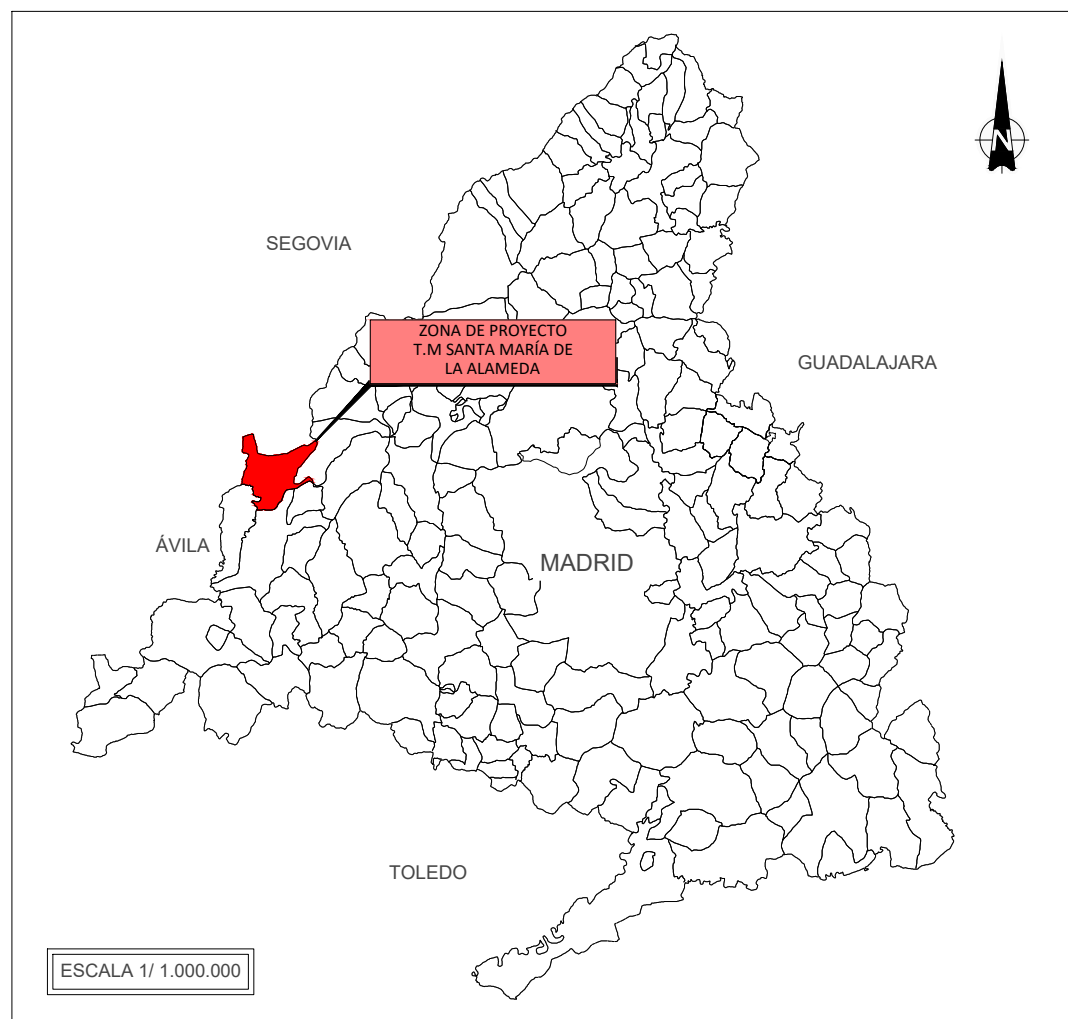 N
SEGOVIA
ZONA DE PROYECTO
T.M SANTA MARÍA DE
LA ALAMEDA
GUADALAJARA
ÁVILA
MADRID
TOLEDO
ESCALA 1/ 1.000.000